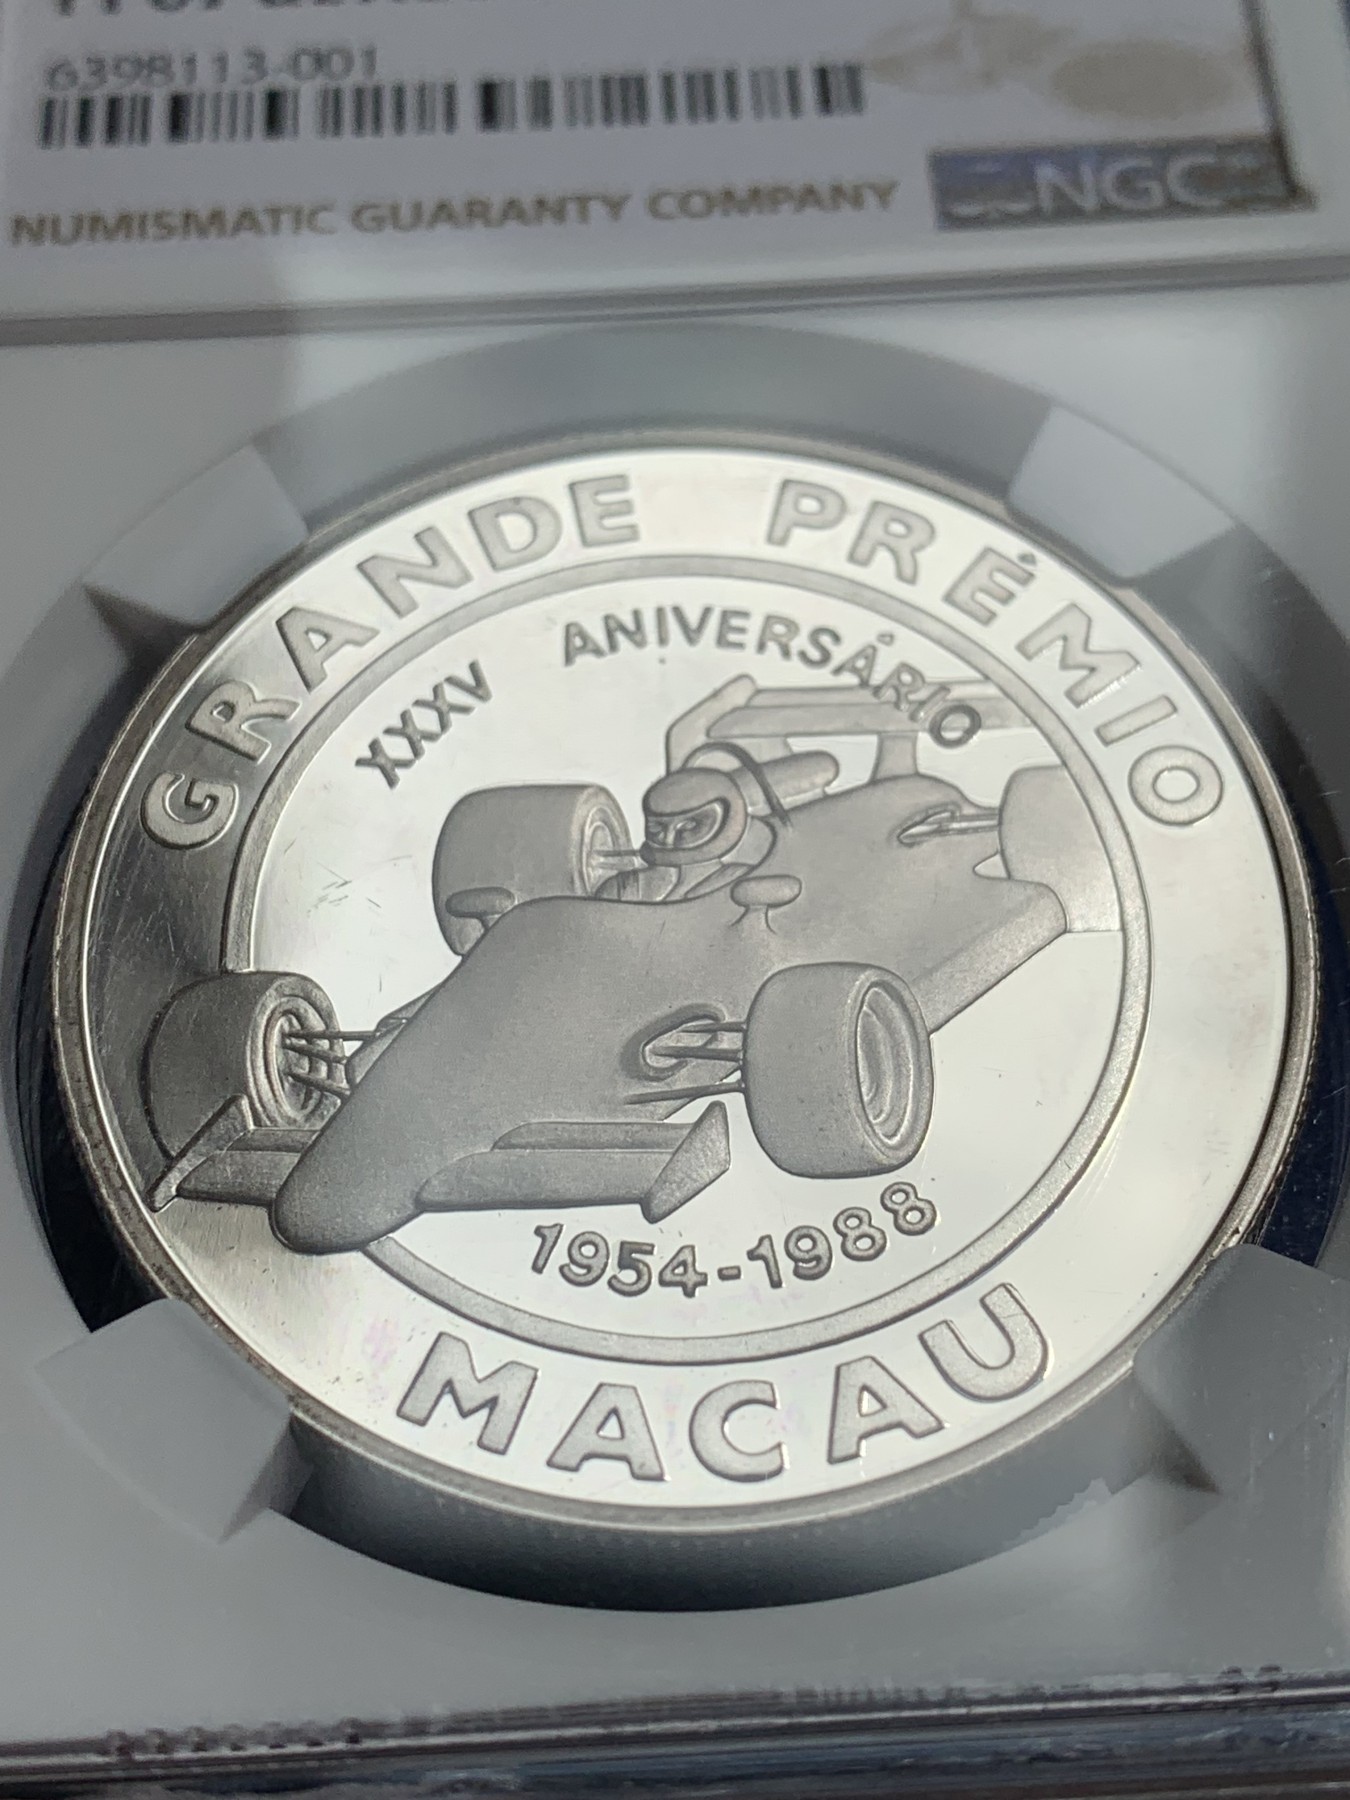 6398113-001
NUMISMATIC GUARANTY COMPANY
NGC
GRANDE PRÉMIO
XXXV ANIVERSÁRIO
1954-1988
MACAU